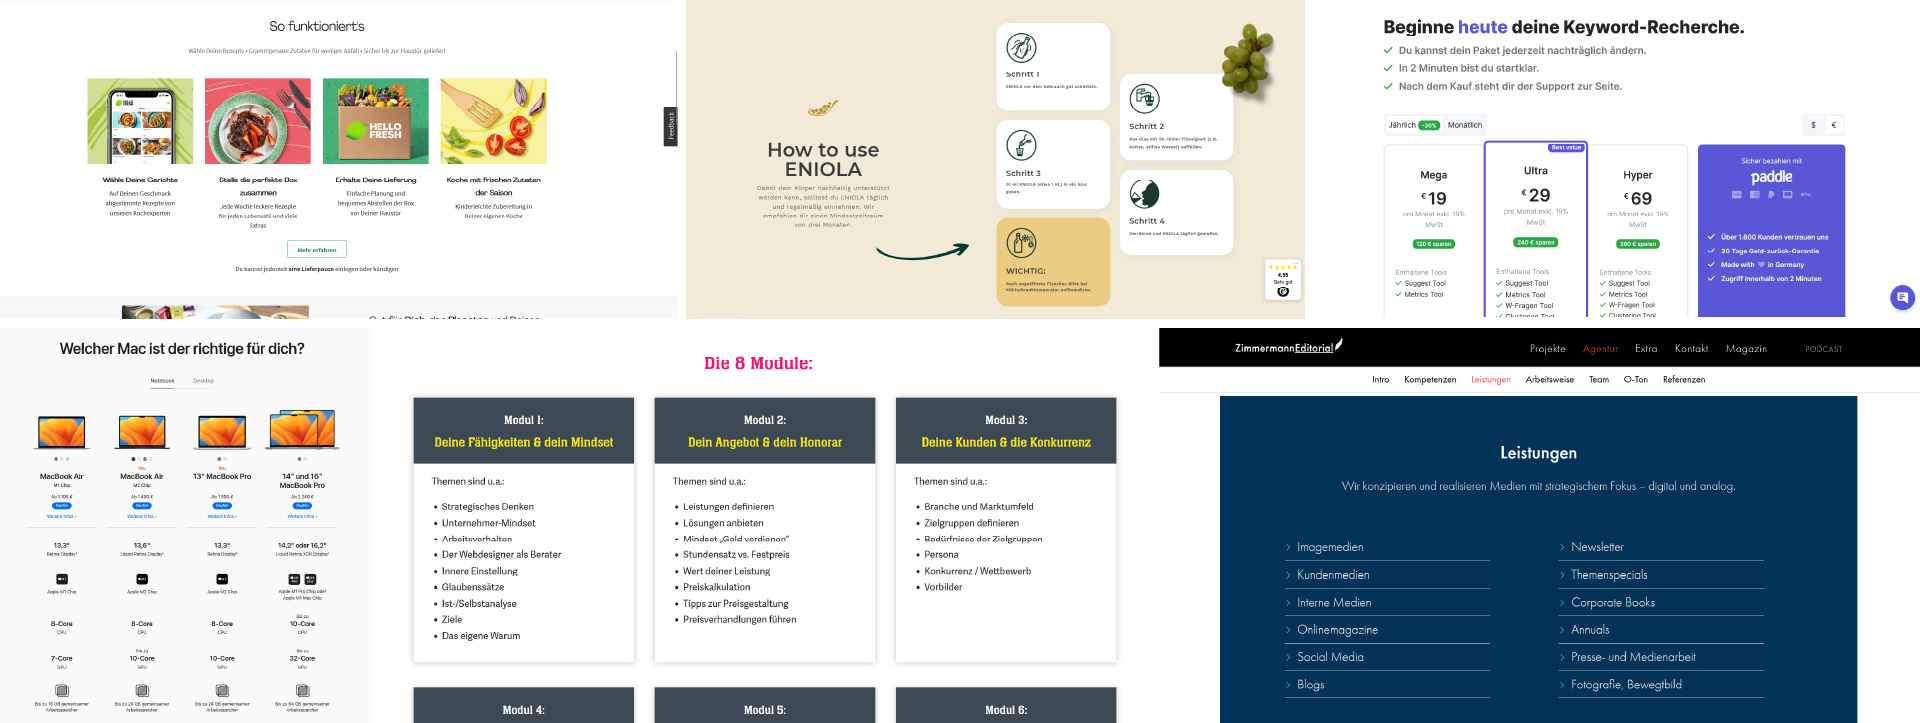 So funktioniert's
Wähle Deine Rezepte • Grammgenaue Zutaten für weniger Abfall • Sicher bis zur Haustür geliefert
HELLO
FRESH
Wähle Deine Gerichte
Auf Deinen Geschmack
abgestimmte Rezepte von
unseren Kochexperten
Stelle die perfekte Box
zusammen
Jede Woche leckere Rezepte
für jeden Lebensstil und viele
Extras
Erhalte Deine Lieferung
Einfache Planung und
bequemes Abstellen der Box
vor Deiner Haustür
Koche mit frischen Zutaten
der Saison
Kinderleichte Zubereitung in
Deiner eigenen Küche
Mehr erfahren
Du kannst jederzeit eine Lieferpause einlegen oder kündigen
Feedback
Gut für Dich, den Planeten und Deinen
How to use
ENIOLA
Damit dein Körper nachhaltig unterstützt
werden kann, solltest du ENIOLA täglich
und regelmäßig einnehmen. Wir
empfehlen dir einen Mindestzeitraum
von drei Monaten.
Schritt 1
ENIOLA vor dem Gebrauch gut schütteln.
Schritt 2
Das Glas mit 50-100ml Flüssigkeit (z.B.
kaltes, stilles Wasser) auffüllen.
Schritt 3
10 ml ENIOLA (etwa 1 EL) in ein Glas
geben.
Schritt 4
Umrühren und ENIOLA täglich genießen.
WICHTIG:
Auch ungeöffnete Flaschen bitte bei
Kühlschranktemperatur aufbewahren.
4,55
Sehr gut
Beginne heute deine Keyword-Recherche.
Du kannst dein Paket jederzeit nachträglich ändern.
In 2 Minuten bist du startklar.
Nach dem Kauf steht dir der Support zur Seite.
Jährlich -30% Monatlich
$ €
Mega
€ 19
pro Monat exkl. 19%
MwSt
120 € sparen
Enthaltene Tools
Suggest Tool
Metrics Tool
Best value
Ultra
€ 29
pro Monat exkl. 19%
MwSt
240 € sparen
Enthaltene Tools
Suggest Tool
Metrics Tool
W-Fragen Tool
Clustering Tool
Hyper
€ 69
pro Monat exkl. 19%
MwSt
380 € sparen
Enthaltene Tools
Suggest Tool
Metrics Tool
W-Fragen Tool
Clustering Tool
Sicher bezahlen mit
paddle
Über 1.600 Kunden vertrauen uns
30 Tage Geld-zurück-Garantie
Made with in Germany
Zugriff innerhalb von 2 Minuten
Welcher Mac ist der richtige für dich?
Notebook Desktop
MacBook Air
M1 Chip
Ab 1.199 €
Kaufen
Weitere Infos ›
13,3"
Retina Display¹
Apple M1 Chip
8-Core
CPU
7-Core
GPU
Bis zu 16 GB gemeinsamer
Arbeitsspeicher
Neu
MacBook Air
M2 Chip
Ab 1.499 €
Kaufen
Weitere Infos ›
13,6"
Liquid Retina Display¹
Apple M2 Chip
8-Core
CPU
Bis zu
10-Core
GPU
Bis zu 24 GB gemeinsamer
Arbeitsspeicher
Neu
13" MacBook Pro
Ab 1.599 €
Kaufen
Weitere Infos ›
13,3"
Retina Display¹
Apple M2 Chip
8-Core
CPU
10-Core
GPU
Bis zu 24 GB gemeinsamer
Arbeitsspeicher
14" und 16"
MacBook Pro
Ab 2.249 €
Kaufen
Weitere Infos ›
14,2" oder 16,2"
Liquid Retina XDR Display¹
Apple M1 Pro Chip oder
Apple M1 Max Chip
Bis zu
10-Core
CPU
32-Core
GPU
Bis zu 64 GB gemeinsamer
Arbeitsspeicher
Die 8 Module:
Modul 1:
Deine Fähigkeiten & dein Mindset
Themen sind u.a.:
• Strategisches Denken
• Unternehmer-Mindset
• Arbeitsverhalten
• Der Webdesigner als Berater
• Innere Einstellung
• Glaubenssätze
• Ist-/Selbstanalyse
• Ziele
• Das eigene Warum
Modul 2:
Dein Angebot & dein Honorar
Themen sind u.a.:
• Leistungen definieren
• Lösungen anbieten
• Mindset „Geld verdienen"
• Stundensatz vs. Festpreis
• Wert deiner Leistung
• Preiskalkulation
• Tipps zur Preisgestaltung
• Preisverhandlungen führen
Modul 3:
Deine Kunden & die Konkurrenz
Themen sind u.a.:
• Branche und Marktumfeld
• Zielgruppen definieren
• Bedürfnisse der Zielgruppen
• Persona
• Konkurrenz / Wettbewerb
• Vorbilder
Modul 4:
Modul 5:
Modul 6:
ZimmermannEditorial
Projekte Agentur Extra Kontakt Magazin PODCAST
Intro Kompetenzen Leistungen Arbeitsweise Team O-Ton Referenzen
Leistungen
Wir konzipieren und realisieren Medien mit strategischem Fokus – digital und analog.
Imagemedien
Kundenmedien
Interne Medien
Onlinemagazine
Social Media
Blogs
Newsletter
Themenspecials
Corporate Books
Annuals
Presse- und Medienarbeit
Fotografie, Bewegtbild